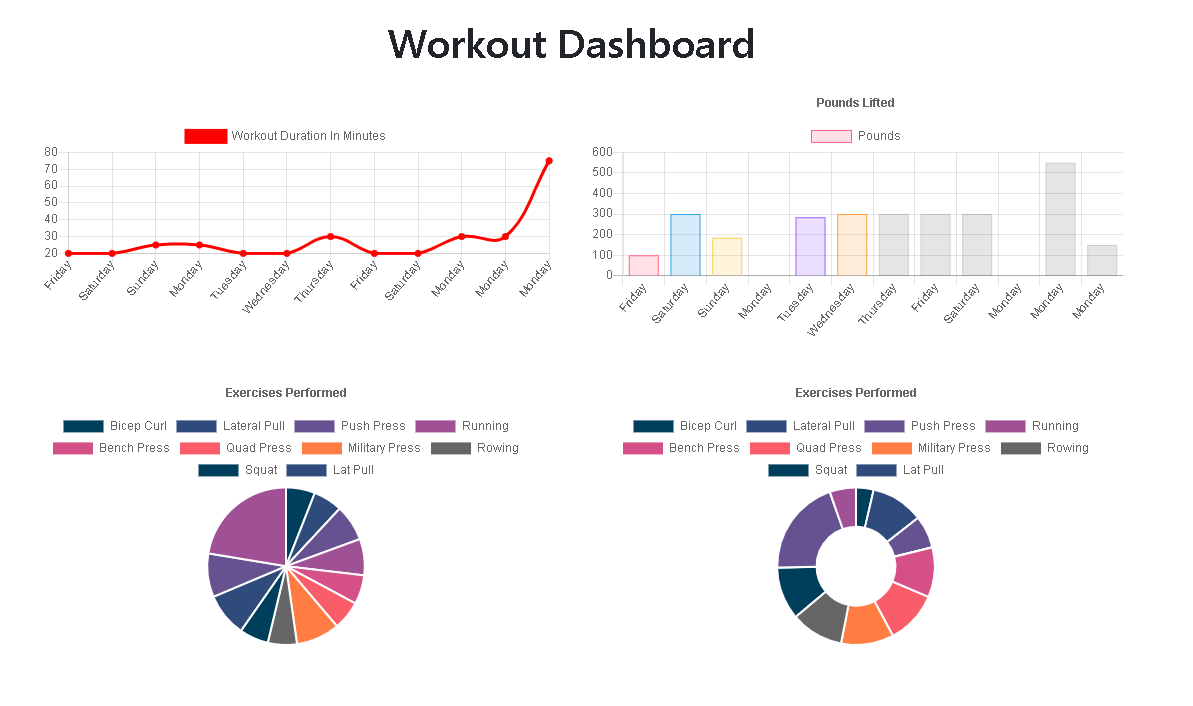 Workout Dashboard
Workout Duration In Minutes
80
70
60
50
40
30
20
Friday
Saturday
Sunday
Monday
Tuesday
Wednesday
Thursday
Friday
Saturday
Monday
Monday
Monday
Pounds Lifted
Pounds
600
500
400
300
200
100
0
Friday
Saturday
Sunday
Monday
Tuesday
Wednesday
Thursday
Friday
Saturday
Monday
Monday
Monday
Exercises Performed
Bicep Curl Lateral Pull Push Press Running
Bench Press Quad Press Military Press Rowing
Squat Lat Pull
Exercises Performed
Bicep Curl Lateral Pull Push Press Running
Bench Press Quad Press Military Press Rowing
Squat Lat Pull